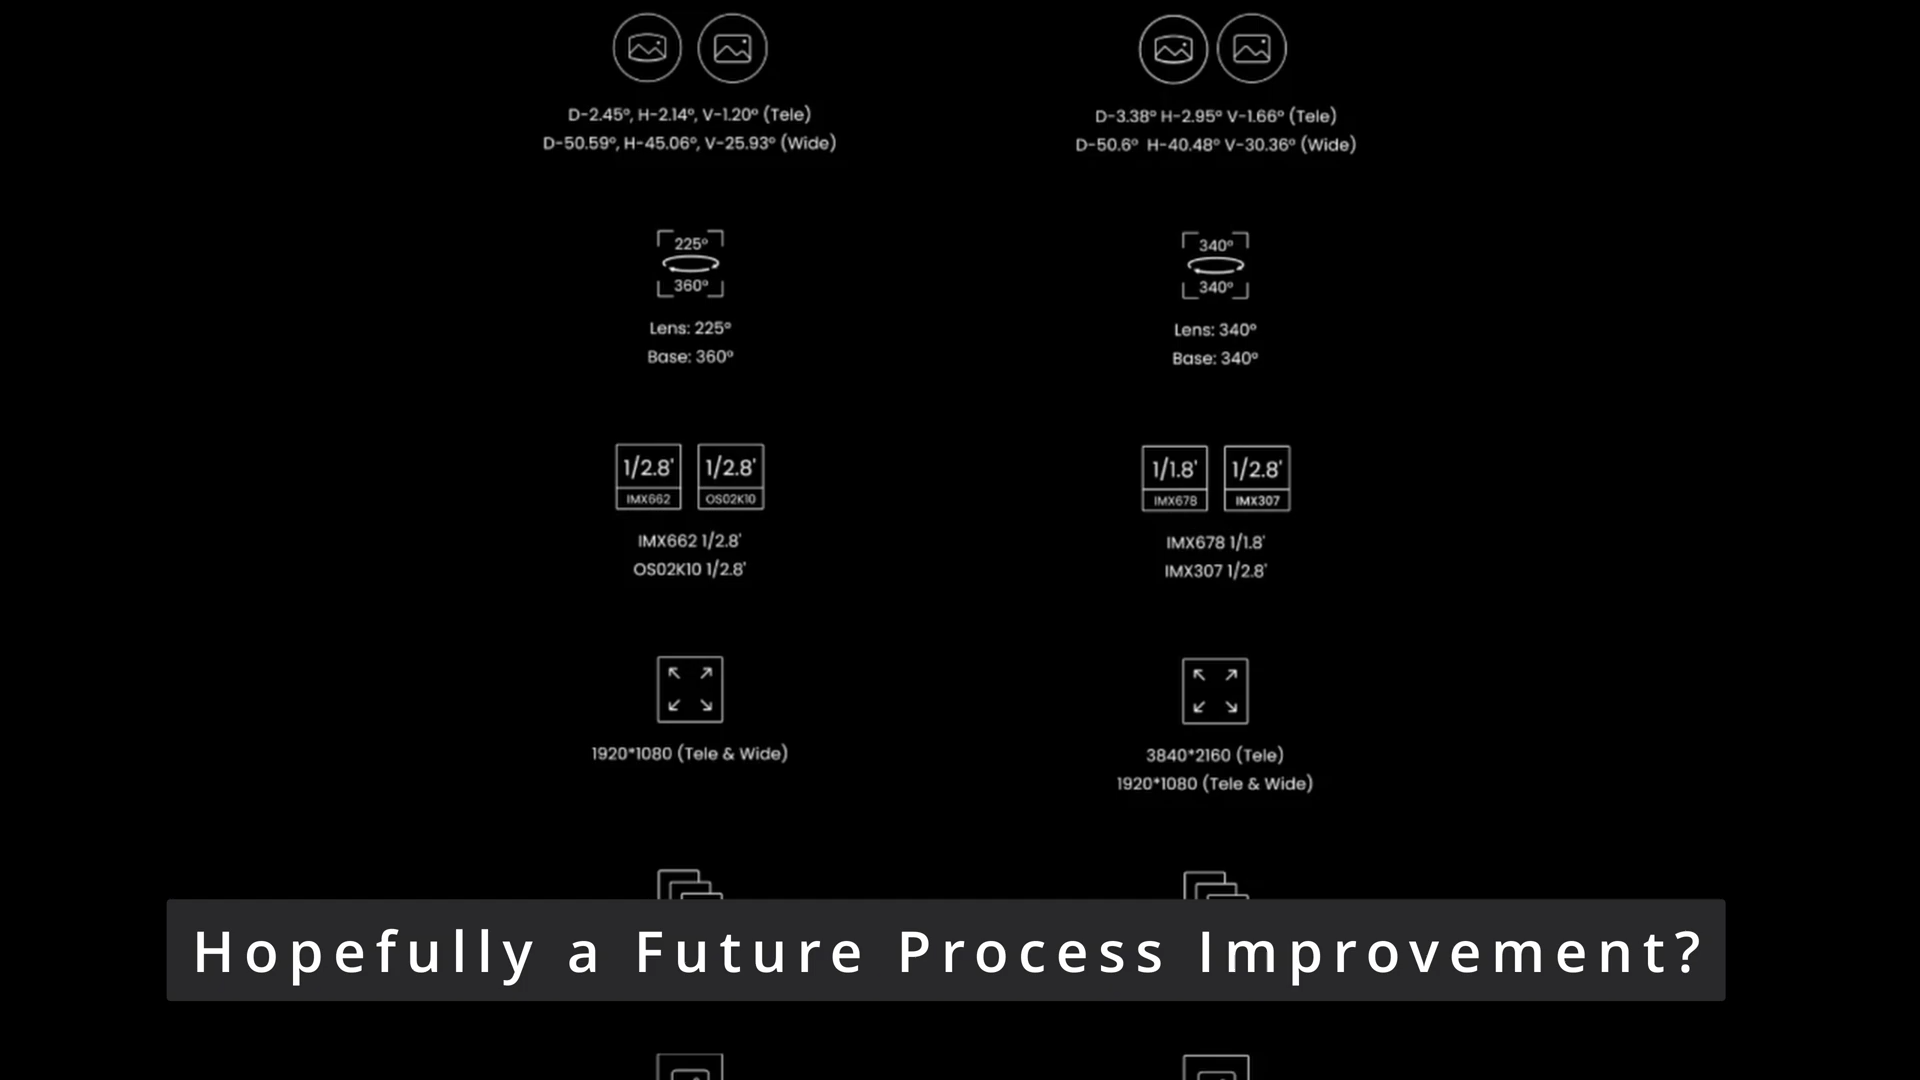 D-2.45°, H-2.14°, V-1.20° (Tele)
D-50.59°, H-45.06°, V-25.93° (Wide)
D-3.38° H-2.95° V-1.66° (Tele)
D-50.6° H-40.48° V-30.36° (Wide)
225°
360°
Lens: 225°
Base: 360°
340°
340°
Lens: 340°
Base: 340°
1/2.8'
IMX662
1/2.8'
OS02K10
IMX662 1/2.8'
OS02K10 1/2.8'
1/1.8'
IMX678
1/2.8'
IMX307
IMX678 1/1.8'
IMX307 1/2.8'
1920*1080 (Tele & Wide)
3840*2160 (Tele)
1920*1080 (Tele & Wide)
Hopefully a Future Process Improvement?